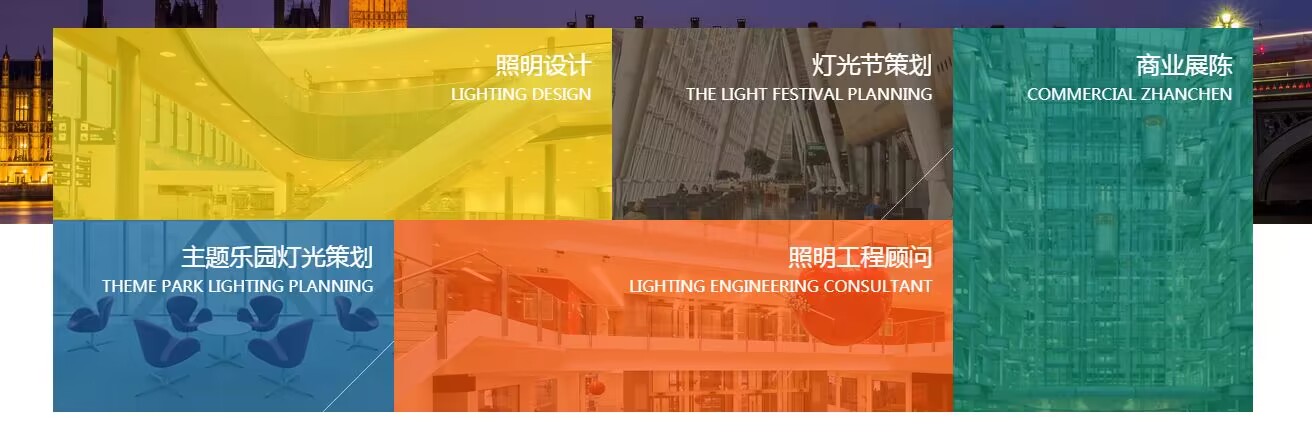 照明设计
LIGHTING DESIGN
灯光节策划
THE LIGHT FESTIVAL PLANNING
商业展陈
COMMERCIAL ZHANCHEN
主题乐园灯光策划
THEME PARK LIGHTING PLANNING
照明工程顾问
LIGHTING ENGINEERING CONSULTANT